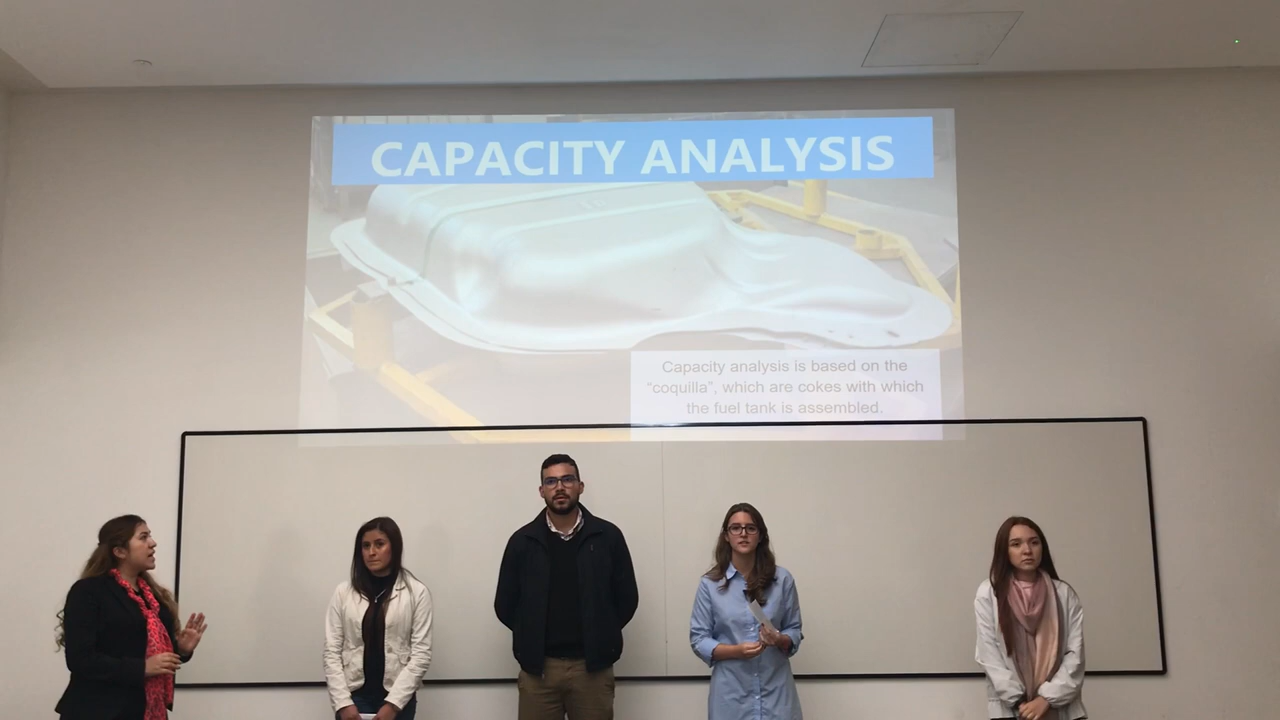 CAPACITY ANALYSIS
Capacity analysis is based on the
“coquilla”, which are cokes with which
the fuel tank is assembled.